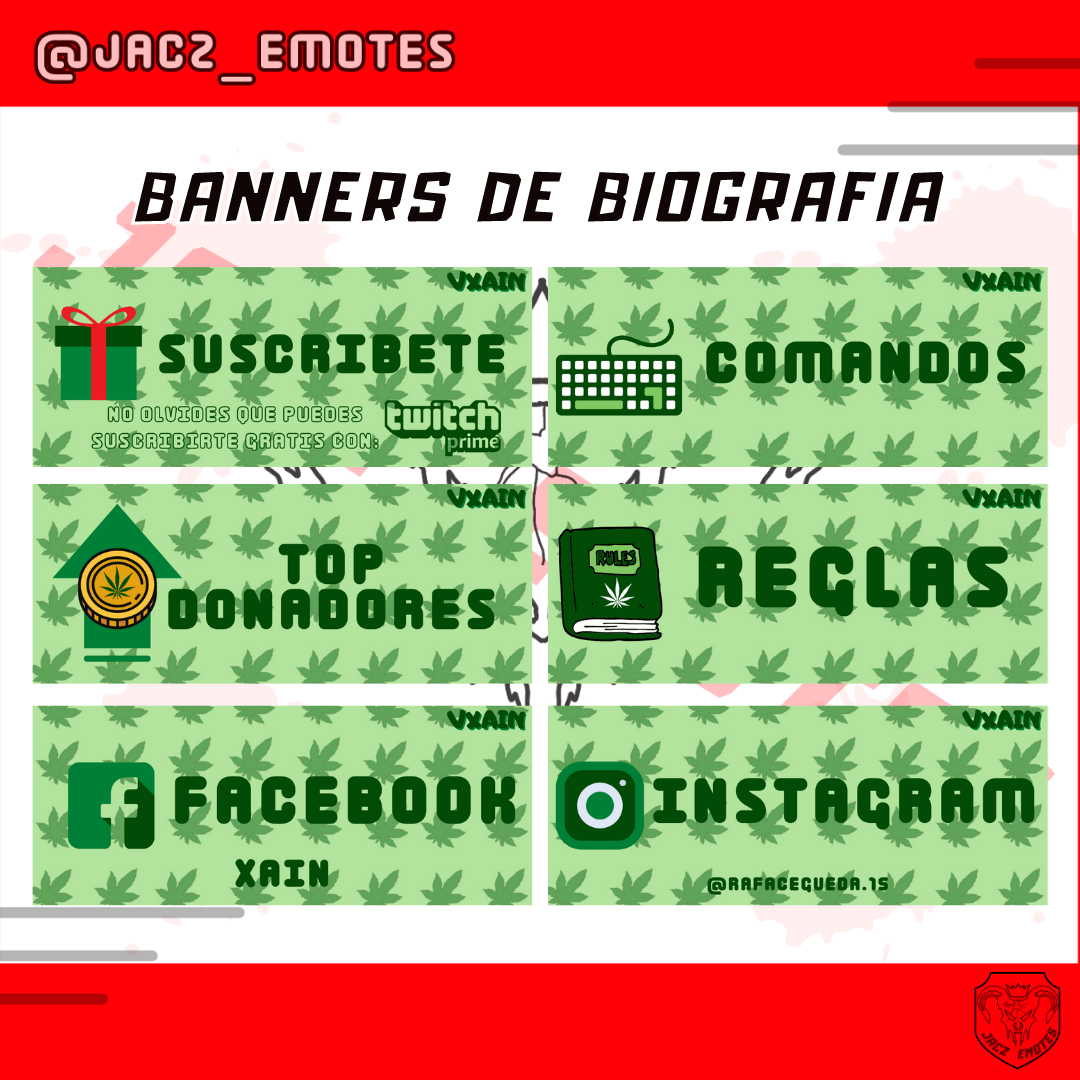 @JACZ_EMOTES
BANNERS DE BIOGRAFIA
VXAIN
SUSCRIBETE
NO OLVIDES QUE PUEDES
SUSCRIBIRTE GRATIS CON:
twitch
prime
VXAIN
COMANDOS
VXAIN
TOP
DONADORES
VXAIN
RULES
REGLAS
VXAIN
FACEBOOK
XAIN
VXAIN
INSTAGRAM
@RAFACEGUEDA.15
JACZ EMOTES